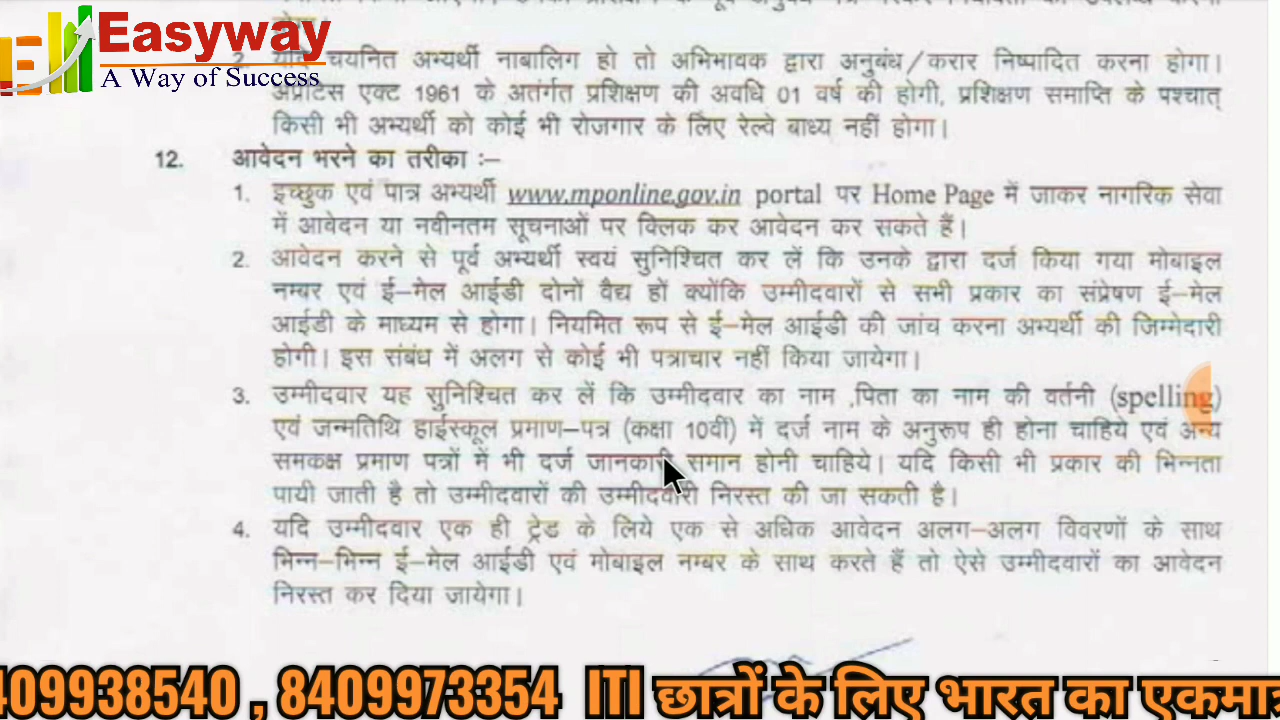 Easyway
A Way of Success
2. यदि चयनित अभ्यर्थी नाबालिग हो तो अभिभावक द्वारा अनुबंध/करार निष्पादित करना होगा।
अप्रेंटिस एक्ट 1961 के अतंर्गत प्रशिक्षण की अवधि 01 वर्ष की होगी, प्रशिक्षण समाप्ति के पश्चात्
किसी भी अभ्यर्थी को कोई भी रोजगार के लिए रेल्वे बाध्य नहीं होगा।
12. आवेदन भरने का तरीका :–
1. इच्छुक एवं पात्र अभ्यर्थी www.mponline.gov.in portal पर Home Page में जाकर नागरिक सेवा
में आवेदन या नवीनतम सूचनाओं पर क्लिक कर आवेदन कर सकते हैं।
2. आवेदन करने से पूर्व अभ्यर्थी स्वयं सुनिश्चित कर लें कि उनके द्वारा दर्ज किया गया मोबाइल
नम्बर एवं ई–मेल आईडी दोनों वैद्य हों क्योंकि उम्मीदवारों से सभी प्रकार का संप्रेषण ई–मेल
आईडी के माध्यम से होगा। नियमित रूप से ई–मेल आईडी की जांच करना अभ्यर्थी की जिम्मेदारी
होगी। इस संबंध में अलग से कोई भी पत्राचार नहीं किया जायेगा।
3. उम्मीदवार यह सुनिश्चित कर लें कि उम्मीदवार का नाम ,पिता का नाम की वर्तनी (spelling)
एवं जन्मतिथि हाईस्कूल प्रमाण–पत्र (कक्षा 10वीं) में दर्ज नाम के अनुरूप ही होना चाहिये एवं अन्य
समकक्ष प्रमाण पत्रों में भी दर्ज जानकारी समान होनी चाहिये। यदि किसी भी प्रकार की भिन्नता
पायी जाती है तो उम्मीदवारों की उम्मीदवारी निरस्त की जा सकती है।
4. यदि उम्मीदवार एक ही ट्रेड के लिये एक से अधिक आवेदन अलग–अलग विवरणों के साथ
भिन्न–भिन्न ई–मेल आईडी एवं मोबाइल नम्बर के साथ करते हैं तो ऐसे उम्मीदवारों का आवेदन
निरस्त कर दिया जायेगा।
409938540 , 8409973354 ITI छात्रों के लिए भारत का एकमात्र